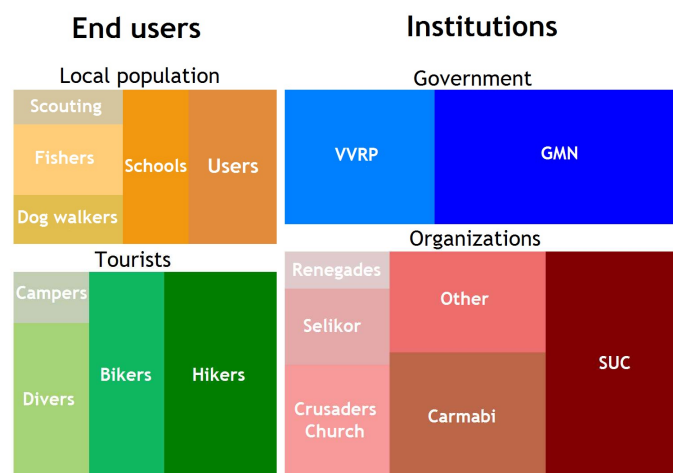 End users
Institutions
Local population
Scouting
Fishers
Dog walkers
Schools
Users
Government
VVRP
GMN
Tourists
Campers
Divers
Bikers
Hikers
Organizations
Renegades
Selikor
Crusaders
Church
Other
Carmabi
SUC